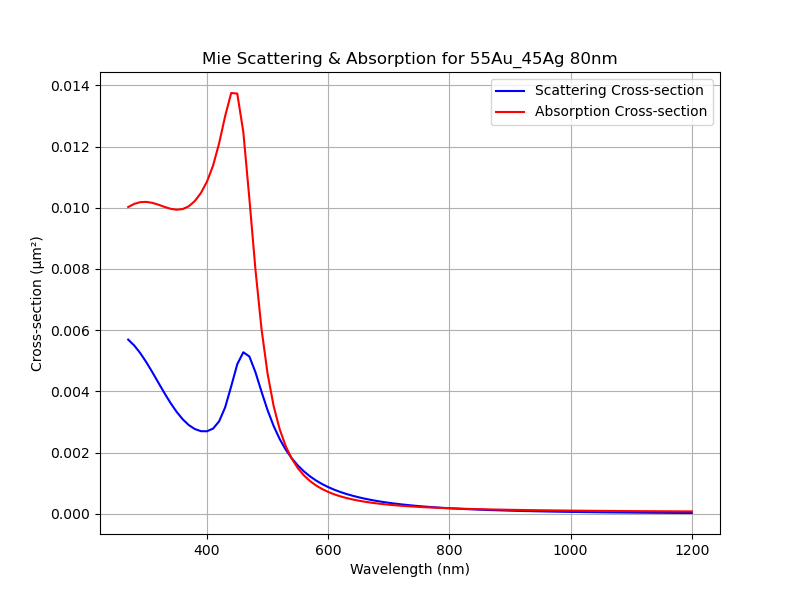 Mie Scattering & Absorption for 55Au_45Ag 80nm
Scattering Cross-section
Absorption Cross-section
Cross-section (μm²)
0.014
0.012
0.010
0.008
0.006
0.004
0.002
0.000
400 600 800 1000 1200
Wavelength (nm)